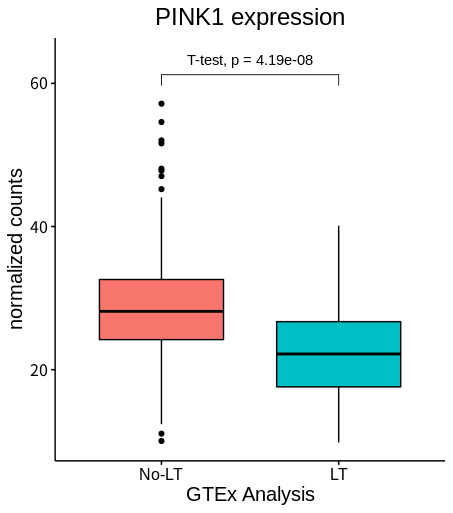 PINK1 expression
T-test, p = 4.19e-08
60
40
20
normalized counts
No-LT
LT
GTEx Analysis